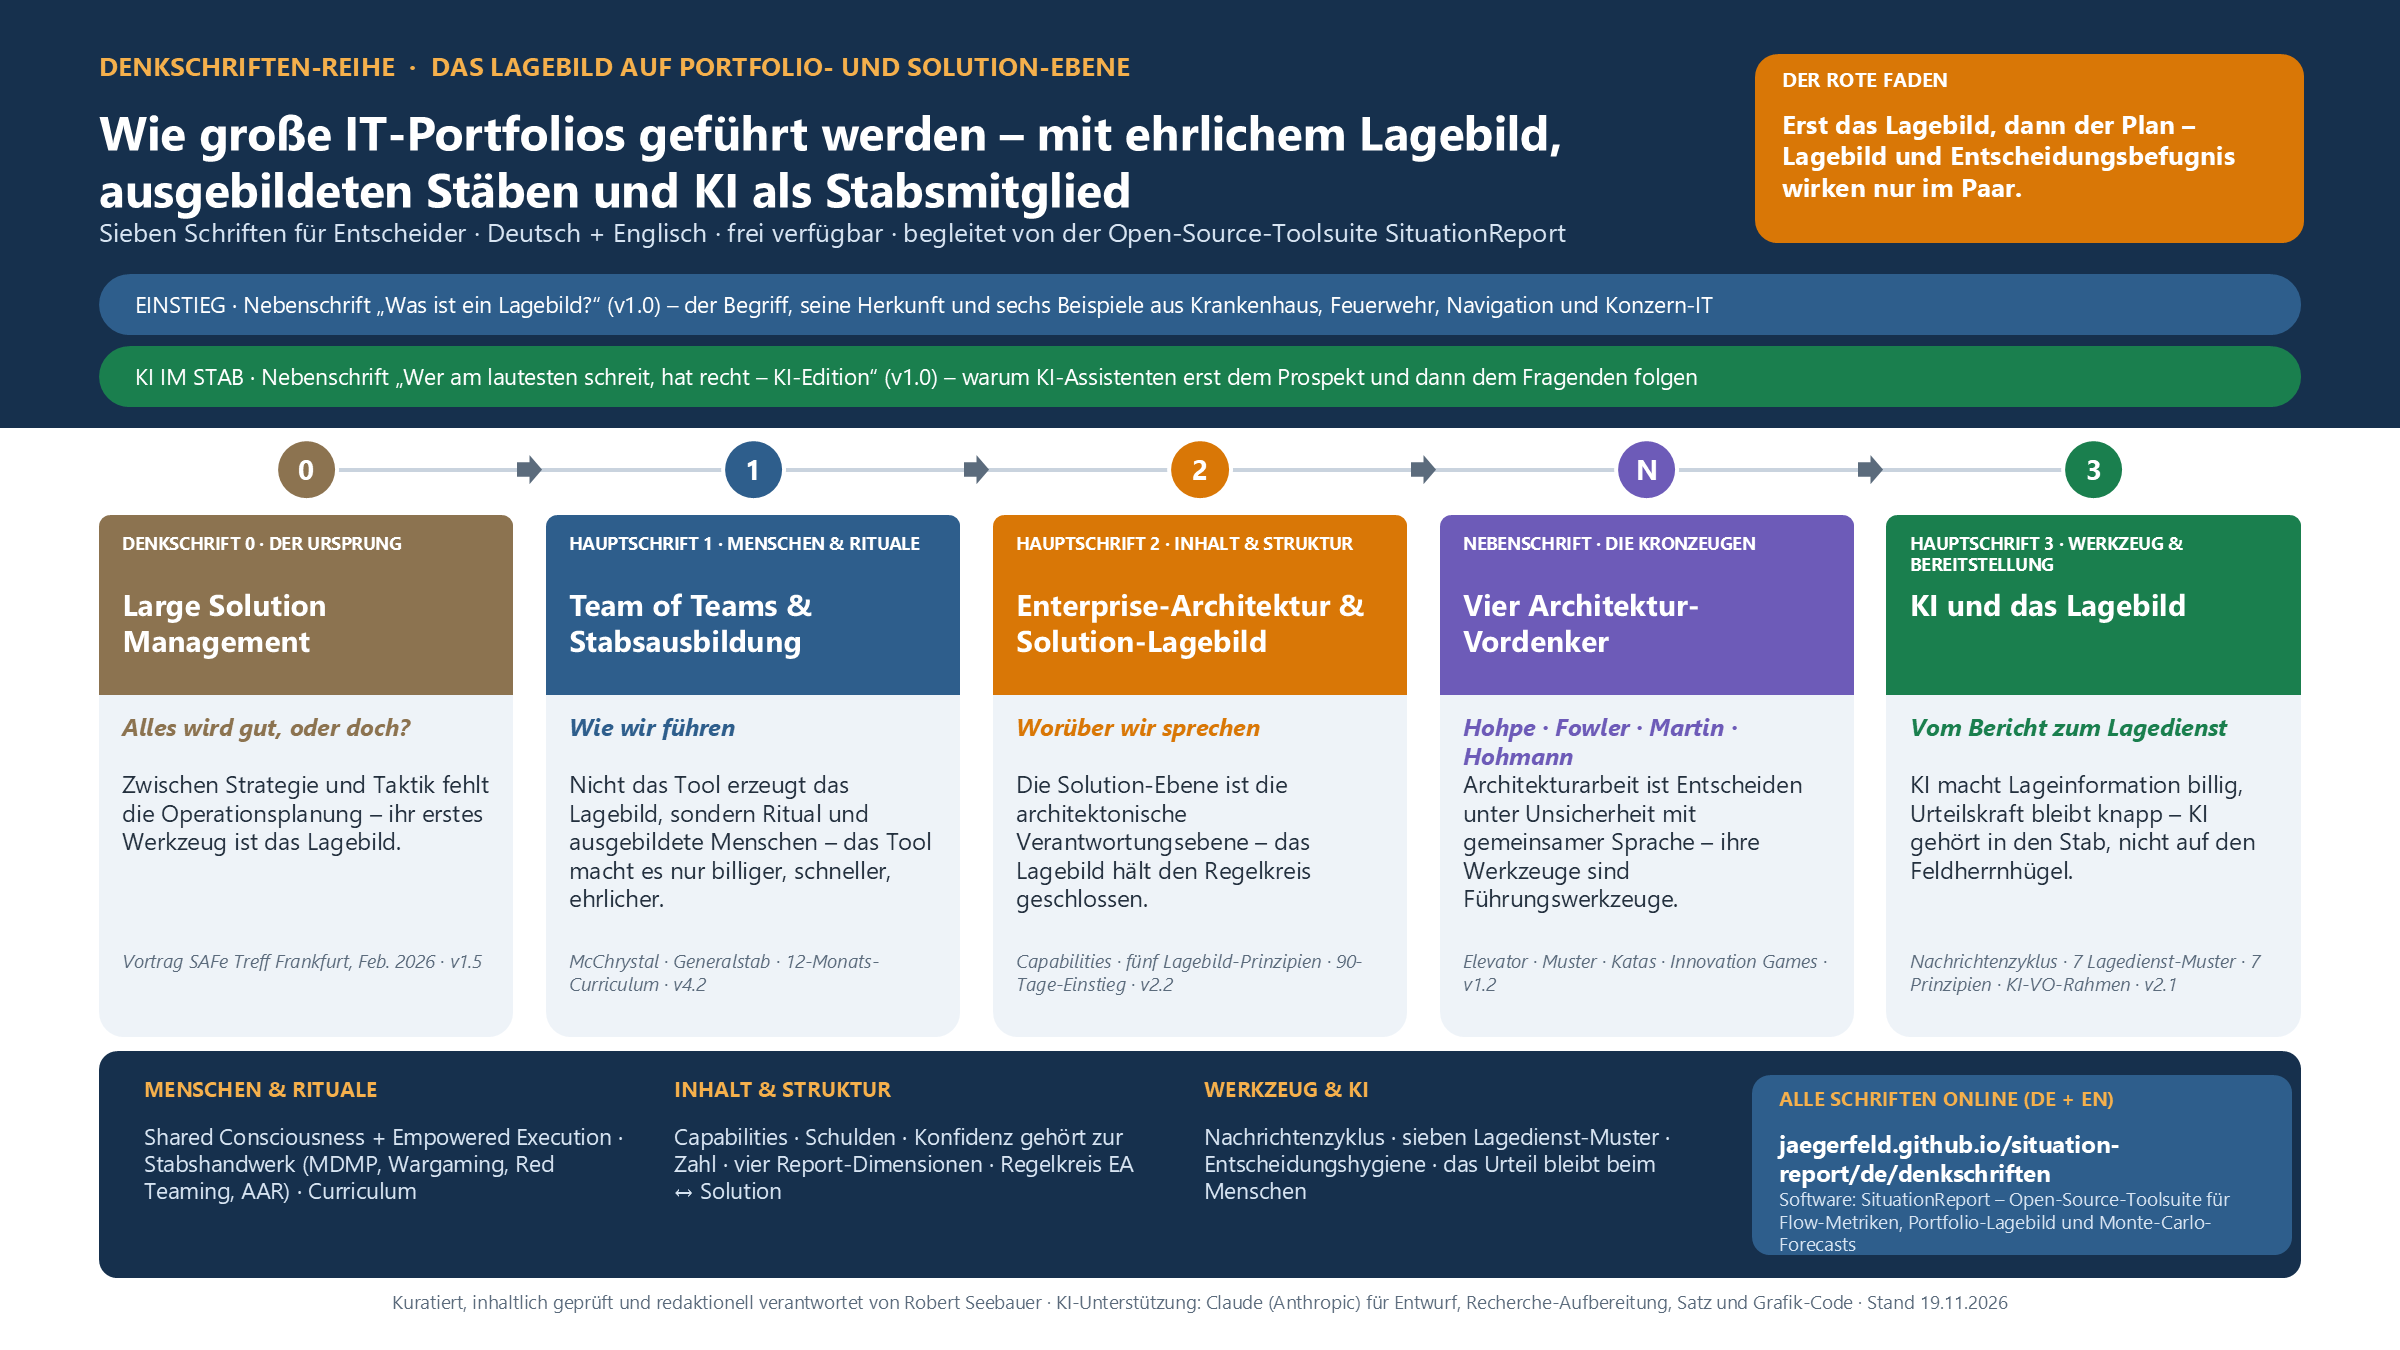 DENKSCHRIFTEN-REIHE · DAS LAGEBILD AUF PORTFOLIO- UND SOLUTION-EBENE
Wie große IT-Portfolios geführt werden – mit ehrlichem Lagebild,
ausgebildeten Stäben und KI als Stabsmitglied
Sieben Schriften für Entscheider · Deutsch + Englisch · frei verfügbar · begleitet von der Open-Source-Toolsuite SituationReport
DER ROTE FADEN
Erst das Lagebild, dann der Plan –
Lagebild und Entscheidungsbefugnis
wirken nur im Paar.
EINSTIEG · Nebenschrift „Was ist ein Lagebild?“ (v1.0) – der Begriff, seine Herkunft und sechs Beispiele aus Krankenhaus, Feuerwehr, Navigation und Konzern-IT
KI IM STAB · Nebenschrift „Wer am lautesten schreit, hat recht – KI-Edition“ (v1.0) – warum KI-Assistenten erst dem Prospekt und dann dem Fragenden folgen
0
1
2
N
3
DENKSCHRIFT 0 · DER URSPRUNG
Large Solution
Management
Alles wird gut, oder doch?
Zwischen Strategie und Taktik fehlt
die Operationsplanung – ihr erstes
Werkzeug ist das Lagebild.
Vortrag SAFe Treff Frankfurt, Feb. 2026 · v1.5
HAUPTSCHRIFT 1 · MENSCHEN & RITUALE
Team of Teams &
Stabsausbildung
Wie wir führen
Nicht das Tool erzeugt das
Lagebild, sondern Ritual und
ausgebildete Menschen – das Tool
macht es nur billiger, schneller,
ehrlicher.
McChrystal · Generalstab · 12-Monats-
Curriculum · v4.2
HAUPTSCHRIFT 2 · INHALT & STRUKTUR
Enterprise-Architektur &
Solution-Lagebild
Worüber wir sprechen
Die Solution-Ebene ist die
architektonische
Verantwortungsebene – das
Lagebild hält den Regelkreis
geschlossen.
Capabilities · fünf Lagebild-Prinzipien · 90-
Tage-Einstieg · v2.2
NEBENSCHRIFT · DIE KRONZEUGEN
Vier Architektur-
Vordenker
Hohpe · Fowler · Martin ·
Hohmann
Architekturarbeit ist Entscheiden
unter Unsicherheit mit
gemeinsamer Sprache – ihre
Werkzeuge sind
Führungswerkzeuge.
Elevator · Muster · Katas · Innovation Games ·
v1.2
HAUPTSCHRIFT 3 · WERKZEUG &
BEREITSTELLUNG
KI und das Lagebild
Vom Bericht zum Lagedienst
KI macht Lageinformation billig,
Urteilskraft bleibt knapp – KI
gehört in den Stab, nicht auf den
Feldherrnhügel.
Nachrichtenzyklus · 7 Lagedienst-Muster · 7
Prinzipien · KI-VO-Rahmen · v2.1
MENSCHEN & RITUALE
Shared Consciousness + Empowered Execution ·
Stabshandwerk (MDMP, Wargaming, Red
Teaming, AAR) · Curriculum
INHALT & STRUKTUR
Capabilities · Schulden · Konfidenz gehört zur
Zahl · vier Report-Dimensionen · Regelkreis EA
↔ Solution
WERKZEUG & KI
Nachrichtenzyklus · sieben Lagedienst-Muster ·
Entscheidungshygiene · das Urteil bleibt beim
Menschen
ALLE SCHRIFTEN ONLINE (DE + EN)
jaegerfeld.github.io/situation-
report/de/denkschriften
Software: SituationReport – Open-Source-Toolsuite für
Flow-Metriken, Portfolio-Lagebild und Monte-Carlo-
Forecasts
Kuratiert, inhaltlich geprüft und redaktionell verantwortet von Robert Seebauer · KI-Unterstützung: Claude (Anthropic) für Entwurf, Recherche-Aufbereitung, Satz und Grafik-Code · Stand 19.11.2026